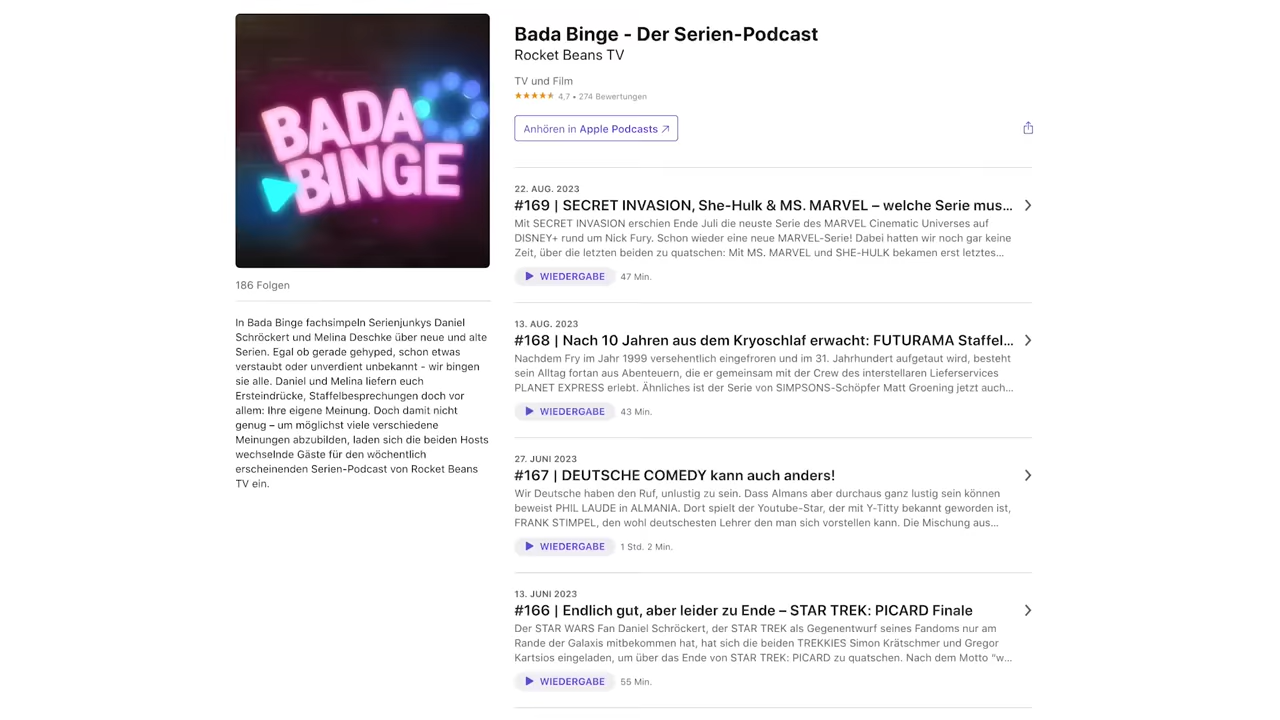 BADA
BINGE
186 Folgen
In Bada Binge fachsimpeln Serienjunkys Daniel
Schröckert und Melina Deschke über neue und alte
Serien. Egal ob gerade gehyped, schon etwas
verstaubt oder unverdient unbekannt - wir bingen
sie alle. Daniel und Melina liefern euch
Ersteindrücke, Staffelbesprechungen doch vor
allem: Ihre eigene Meinung. Doch damit nicht
genug – um möglichst viele verschiedene
Meinungen abzubilden, laden sich die beiden Hosts
wechselnde Gäste für den wöchentlich
erscheinenden Serien-Podcast von Rocket Beans
TV ein.
Bada Binge - Der Serien-Podcast
Rocket Beans TV
TV und Film
4,7 • 274 Bewertungen
Anhören in Apple Podcasts ↗
22. AUG. 2023
#169 | SECRET INVASION, She-Hulk & MS. MARVEL – welche Serie mus...
Mit SECRET INVASION erschien Ende Juli die neuste Serie des MARVEL Cinematic Universes auf
DISNEY+ rund um Nick Fury. Schon wieder eine neue MARVEL-Serie! Dabei hatten wir noch gar keine
Zeit, über die letzten beiden zu quatschen: Mit MS. MARVEL und SHE-HULK bekamen erst letztes...
WIEDERGABE 47 Min.
13. AUG. 2023
#168 | Nach 10 Jahren aus dem Kryoschlaf erwacht: FUTURAMA Staffel...
Nachdem Fry im Jahr 1999 versehentlich eingefroren und im 31. Jahrhundert aufgetaut wird, besteht
sein Alltag fortan aus Abenteuern, die er gemeinsam mit der Crew des interstellaren Lieferservices
PLANET EXPRESS erlebt. Ähnliches ist der Serie von SIMPSONS-Schöpfer Matt Groening jetzt auch...
WIEDERGABE 43 Min.
27. JUNI 2023
#167 | DEUTSCHE COMEDY kann auch anders!
Wir Deutsche haben den Ruf, unlustig zu sein. Dass Almans aber durchaus ganz lustig sein können
beweist PHIL LAUDE in ALMANIA. Dort spielt der Youtube-Star, der mit Y-Titty bekannt geworden ist,
FRANK STIMPEL, den wohl deutschesten Lehrer den man sich vorstellen kann. Die Mischung aus...
WIEDERGABE 1 Std. 2 Min.
13. JUNI 2023
#166 | Endlich gut, aber leider zu Ende – STAR TREK: PICARD Finale
Der STAR WARS Fan Daniel Schröckert, der STAR TREK als Gegenentwurf seines Fandoms nur am
Rande der Galaxis mitbekommen hat, hat sich die beiden TREKKIES Simon Krätschmer und Gregor
Kartsios eingeladen, um über das Ende von STAR TREK: PICARD zu quatschen. Nach dem Motto “w...
WIEDERGABE 55 Min.